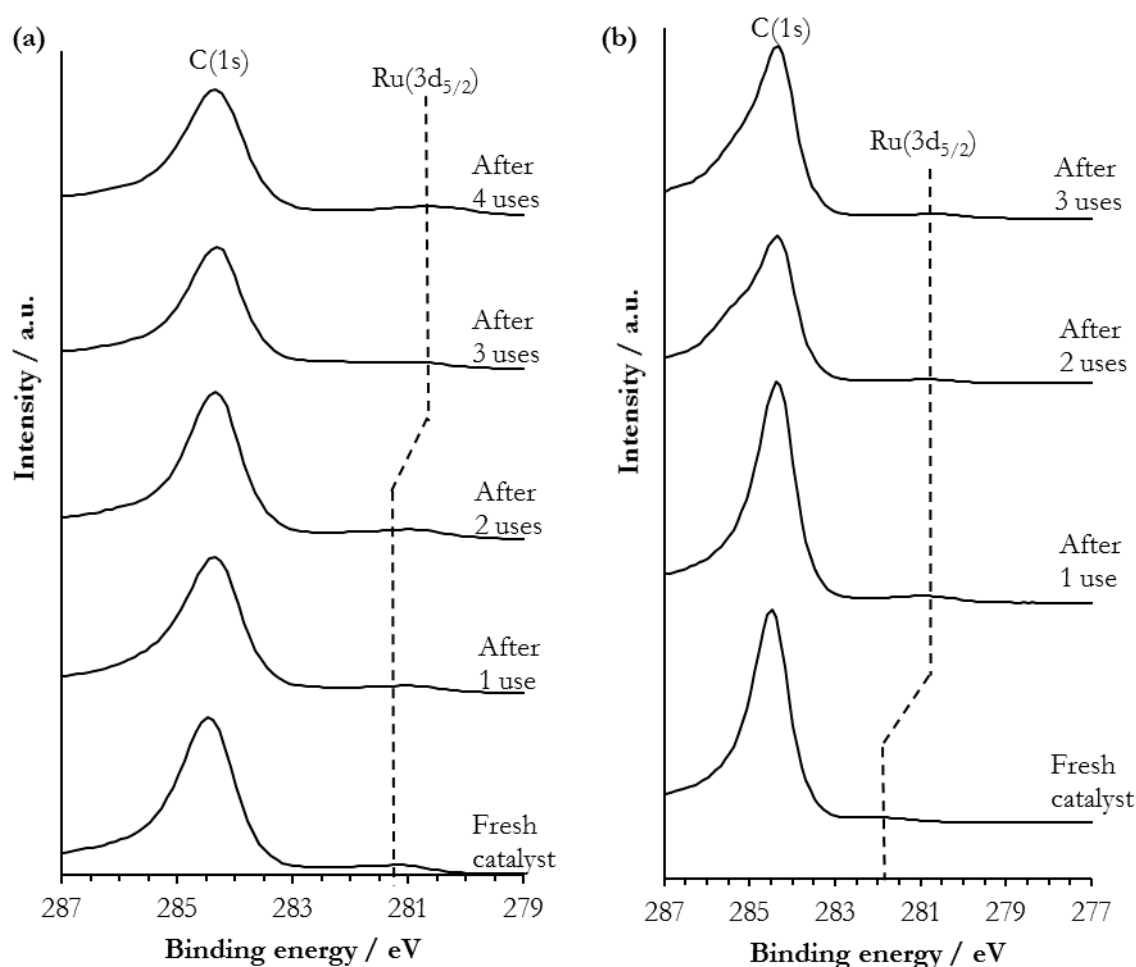 (a)
C(1s)
Ru(3d5/2)
After
4 uses
After
3 uses
After
2 uses
After
1 use
Fresh
catalyst
Intensity / a.u.
287 285 283 281 279
Binding energy / eV
(b)
C(1s)
Ru(3d5/2)
After
3 uses
After
2 uses
After
1 use
Fresh
catalyst
Intensity / a.u.
287 285 283 281 279 277
Binding energy / eV